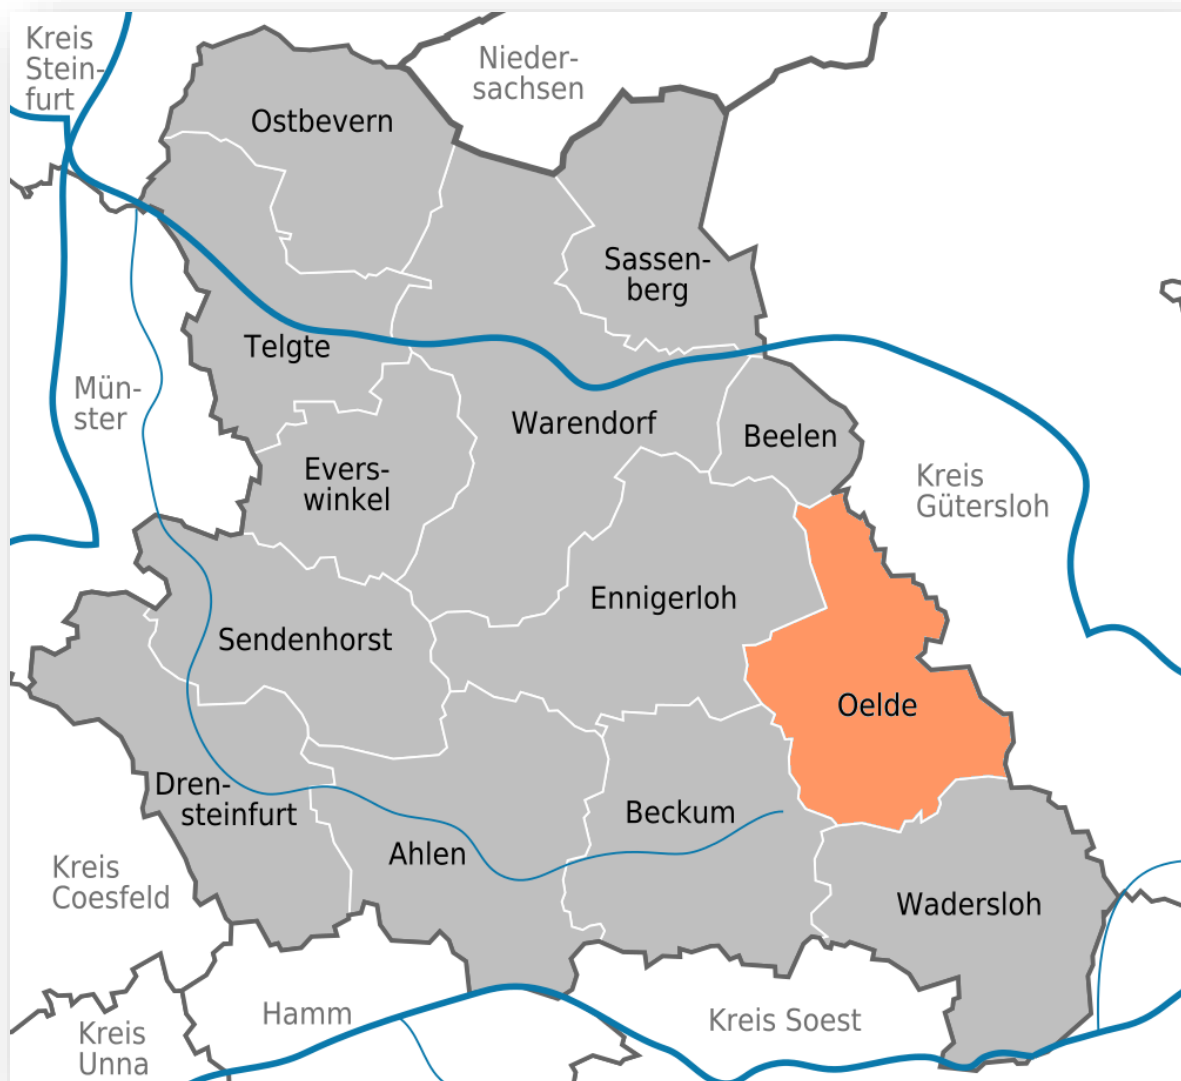 Kreis
Stein-
furt
Nieder-
sachsen
Ostbevern
Sassen-
berg
Telgte
Mün-
ster
Warendorf
Beelen
Evers-
winkel
Kreis
Gütersloh
Ennigerloh
Sendenhorst
Oelde
Dren-
steinfurt
Beckum
Ahlen
Kreis
Coesfeld
Wadersloh
Hamm
Kreis Soest
Kreis
Unna